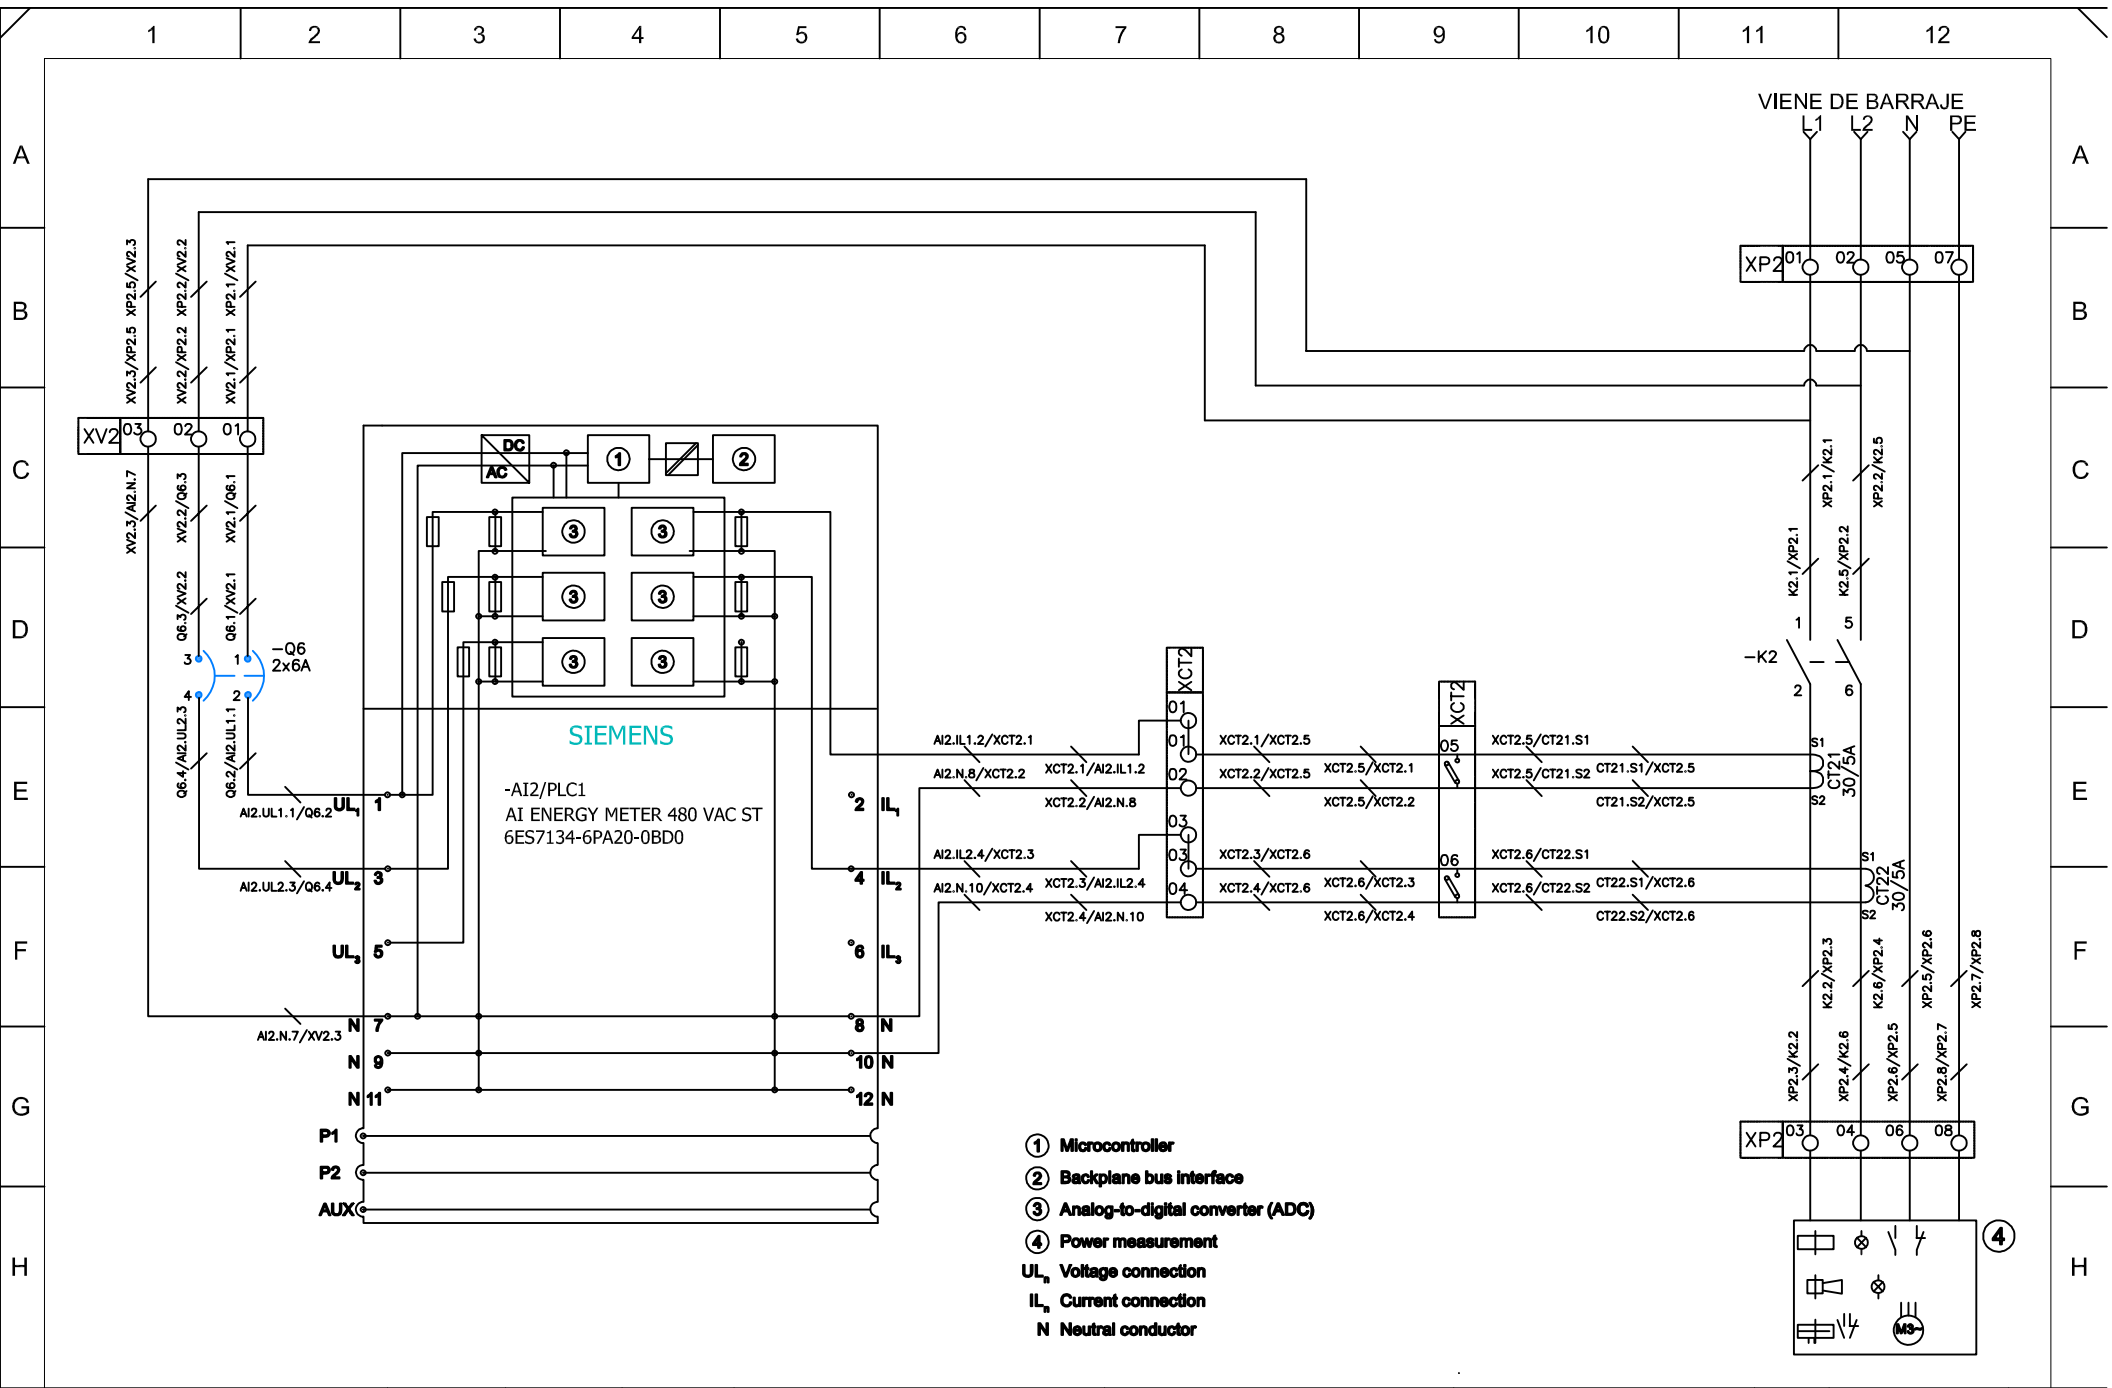 1 2 3 4 5 6 7 8 9 10 11 12
A A
B B
C C
D D
E E
F F
G G
H H
VIENE DE BARRAJE
L1 L2 N PE
XP2 01 02 05 07
XP2.5/XV2.3
XP2.2/XV2.2
XP2.1/XV2.1
XV2.3/XP2.5
XV2.2/XP2.2
XV2.1/XP2.1
XV2 03 02 01
XV2.3/AI2.N.7
XV2.2/Q6.3
XV2.1/Q6.1
Q6.3/XV2.2
Q6.1/XV2.1
3 1
-Q6
2x6A
4 2
Q6.4/AI2.UL2.3
Q6.2/AI2.UL1.1
AI2.UL1.1/Q6.2
AI2.UL2.3/Q6.4
AI2.N.7/XV2.3
DC
AC
1
2
3 3
3 3
3 3
SIEMENS
-AI2/PLC1
AI ENERGY METER 480 VAC ST
6ES7134-6PA20-0BD0
UL1 1
2 IL1
UL2 3
4 IL2
UL3 5
6 IL3
N 7
8 N
N 9
10 N
N 11
12 N
P1
P2
AUX
AI2.IL1.2/XCT2.1
XCT2.1/AI2.IL1.2
AI2.N.8/XCT2.2
XCT2.2/AI2.N.8
AI2.IL2.4/XCT2.3
XCT2.3/AI2.IL2.4
AI2.N.10/XCT2.4
XCT2.4/AI2.N.10
XCT2
01
01
02
03
03
04
XCT2.1/XCT2.5
XCT2.5/XCT2.1
XCT2.2/XCT2.5
XCT2.5/XCT2.2
XCT2.3/XCT2.6
XCT2.6/XCT2.3
XCT2.4/XCT2.6
XCT2.6/XCT2.4
XCT2
05
06
XCT2.5/CT21.S1
CT21.S1/XCT2.5
XCT2.5/CT21.S2
CT21.S2/XCT2.5
XCT2.6/CT22.S1
CT22.S1/XCT2.6
XCT2.6/CT22.S2
CT22.S2/XCT2.6
XP2.1/K2.1
XP2.2/K2.5
K2.1/XP2.1
K2.5/XP2.2
1 5
-K2
2 6
S1
CT21
30/5A
S2
S1
CT22
30/5A
S2
K2.2/XP2.3
K2.6/XP2.4
XP2.5/XP2.6
XP2.7/XP2.8
XP2.3/K2.2
XP2.4/K2.6
XP2.6/XP2.5
XP2.8/XP2.7
XP2 03 04 06 08
4
M3~
1 Microcontroller
2 Backplane bus interface
3 Analog-to-digital converter (ADC)
4 Power measurement
ULn Voltage connection
ILn Current connection
N Neutral conductor